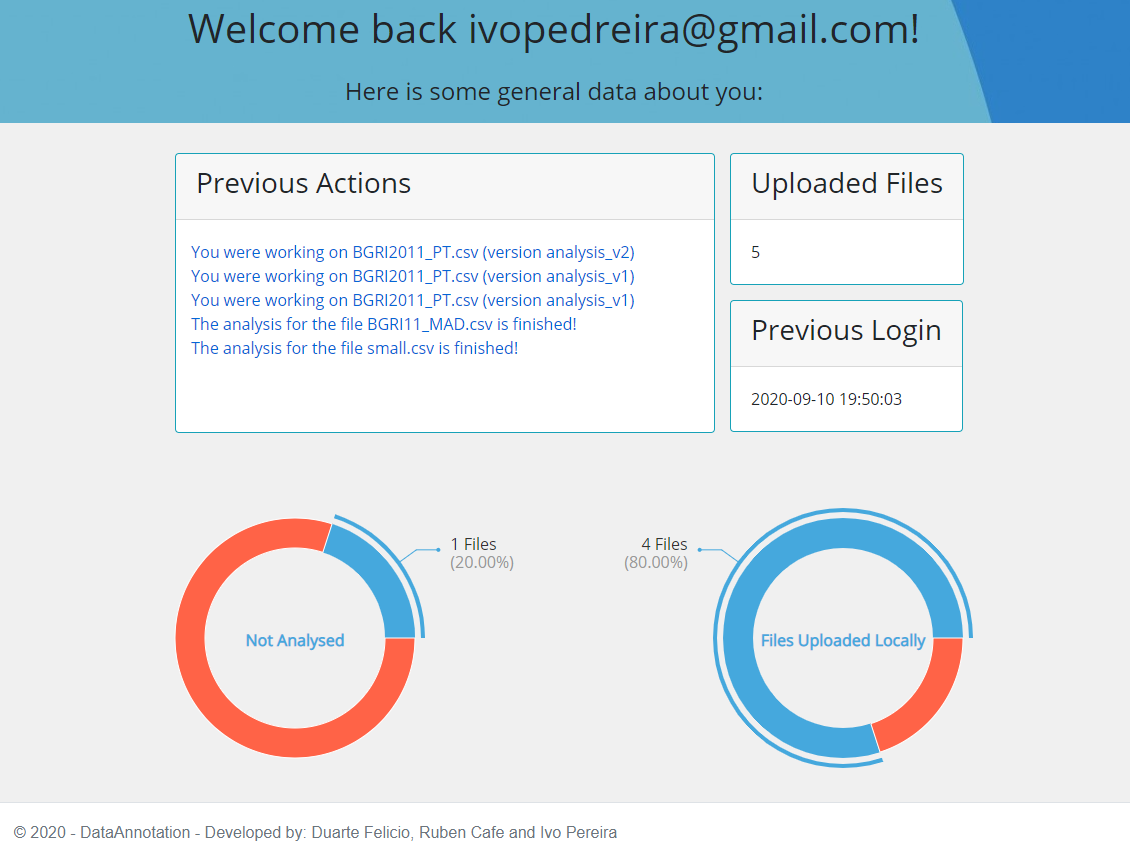 Welcome back ivopedreira@gmail.com!
Here is some general data about you:
Previous Actions
You were working on BGRI2011_PT.csv (version analysis_v2)
You were working on BGRI2011_PT.csv (version analysis_v1)
You were working on BGRI2011_PT.csv (version analysis_v1)
The analysis for the file BGRI11_MAD.csv is finished!
The analysis for the file small.csv is finished!
Uploaded Files
5
Previous Login
2020-09-10 19:50:03
1 Files
(20.00%)
Not Analysed
4 Files
(80.00%)
Files Uploaded Locally
© 2020 - DataAnnotation - Developed by: Duarte Felicio, Ruben Cafe and Ivo Pereira